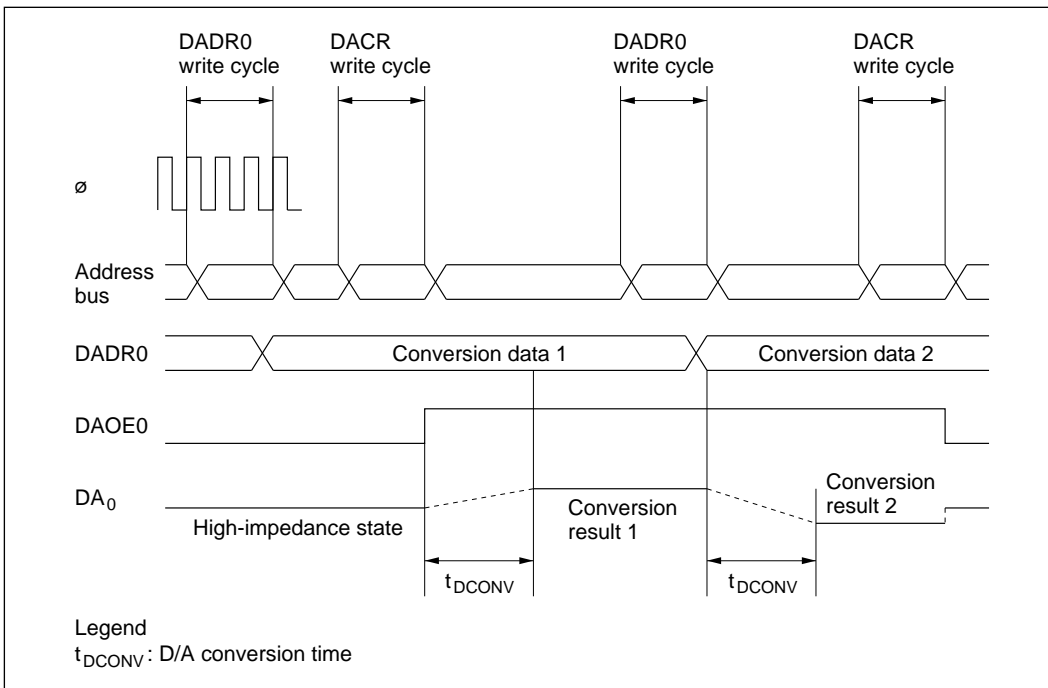 DADR0
write cycle
DACR
write cycle
DADR0
write cycle
DACR
write cycle
ø
Address
bus
DADR0
Conversion data 1
Conversion data 2
DAOE0
DA0
High-impedance state
Conversion
result 1
Conversion
result 2
tDCONV
tDCONV
Legend
tDCONV : D/A conversion time